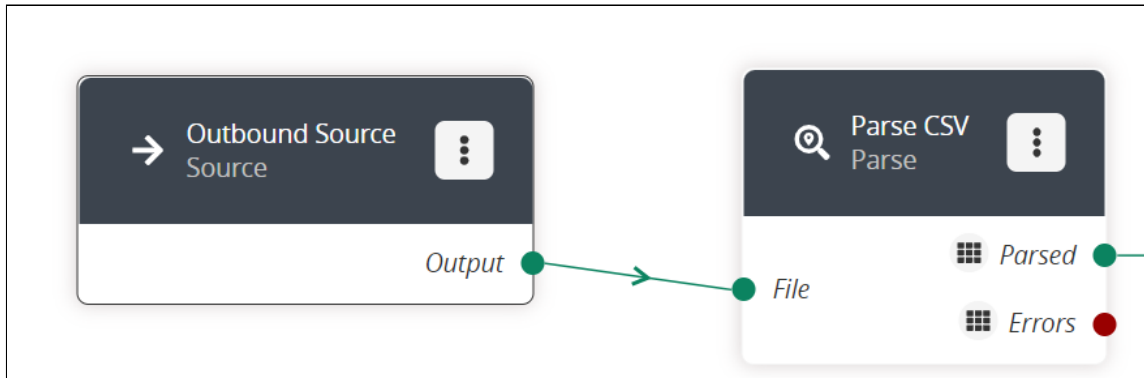 Outbound Source
Source
Output
Parse CSV
Parse
Parsed
File
Errors